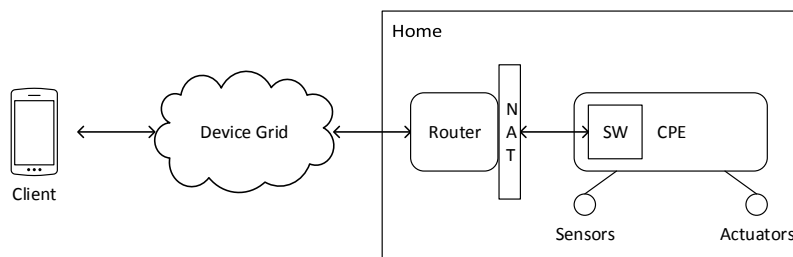 Home
Client
Device Grid
Router
N
A
T
SW
CPE
Sensors
Actuators